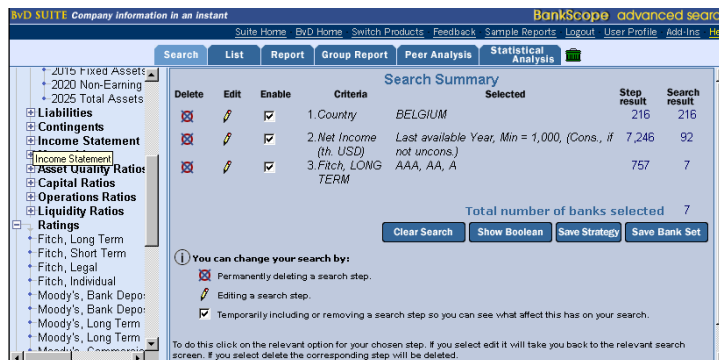 BvD SUITE Company information in an instant BankScope advanced sear
Suite Home BvD Home Switch Products Feedback Sample Reports Logout User Profile Add-Ins He
Search List Report Group Report Peer Analysis Statistical Analysis
2015 Fixed Assets
2020 Non-Earning
2025 Total Assets
Liabilities
Contingents
Income Statement
Income Statement
Asset Quality Ratios
Capital Ratios
Operations Ratios
Liquidity Ratios
Ratings
Fitch, Long Term
Fitch, Short Term
Fitch, Legal
Fitch, Individual
Moody's, Bank Depo
Moody's, Bank Depo
Moody's, Long Term
Moody's, Long Term
Search Summary
Delete Edit Enable Criteria Selected Step result Search result
1. Country BELGIUM 216 216
2. Net Income (th. USD) Last available Year, Min = 1,000, (Cons., if not uncons.) 7,246 92
3. Fitch, LONG TERM AAA, AA, A 757 7
Total number of banks selected 7
Clear Search Show Boolean Save Strategy Save Bank Set
You can change your search by:
Permanently deleting a search step.
Editing a search step.
Temporarily including or removing a search step so you can see what affect this has on your search.
To do this click on the relevant option for your chosen step. If you select edit it will take you back to the relevant search
screen. If you select delete the corresponding step will be deleted.